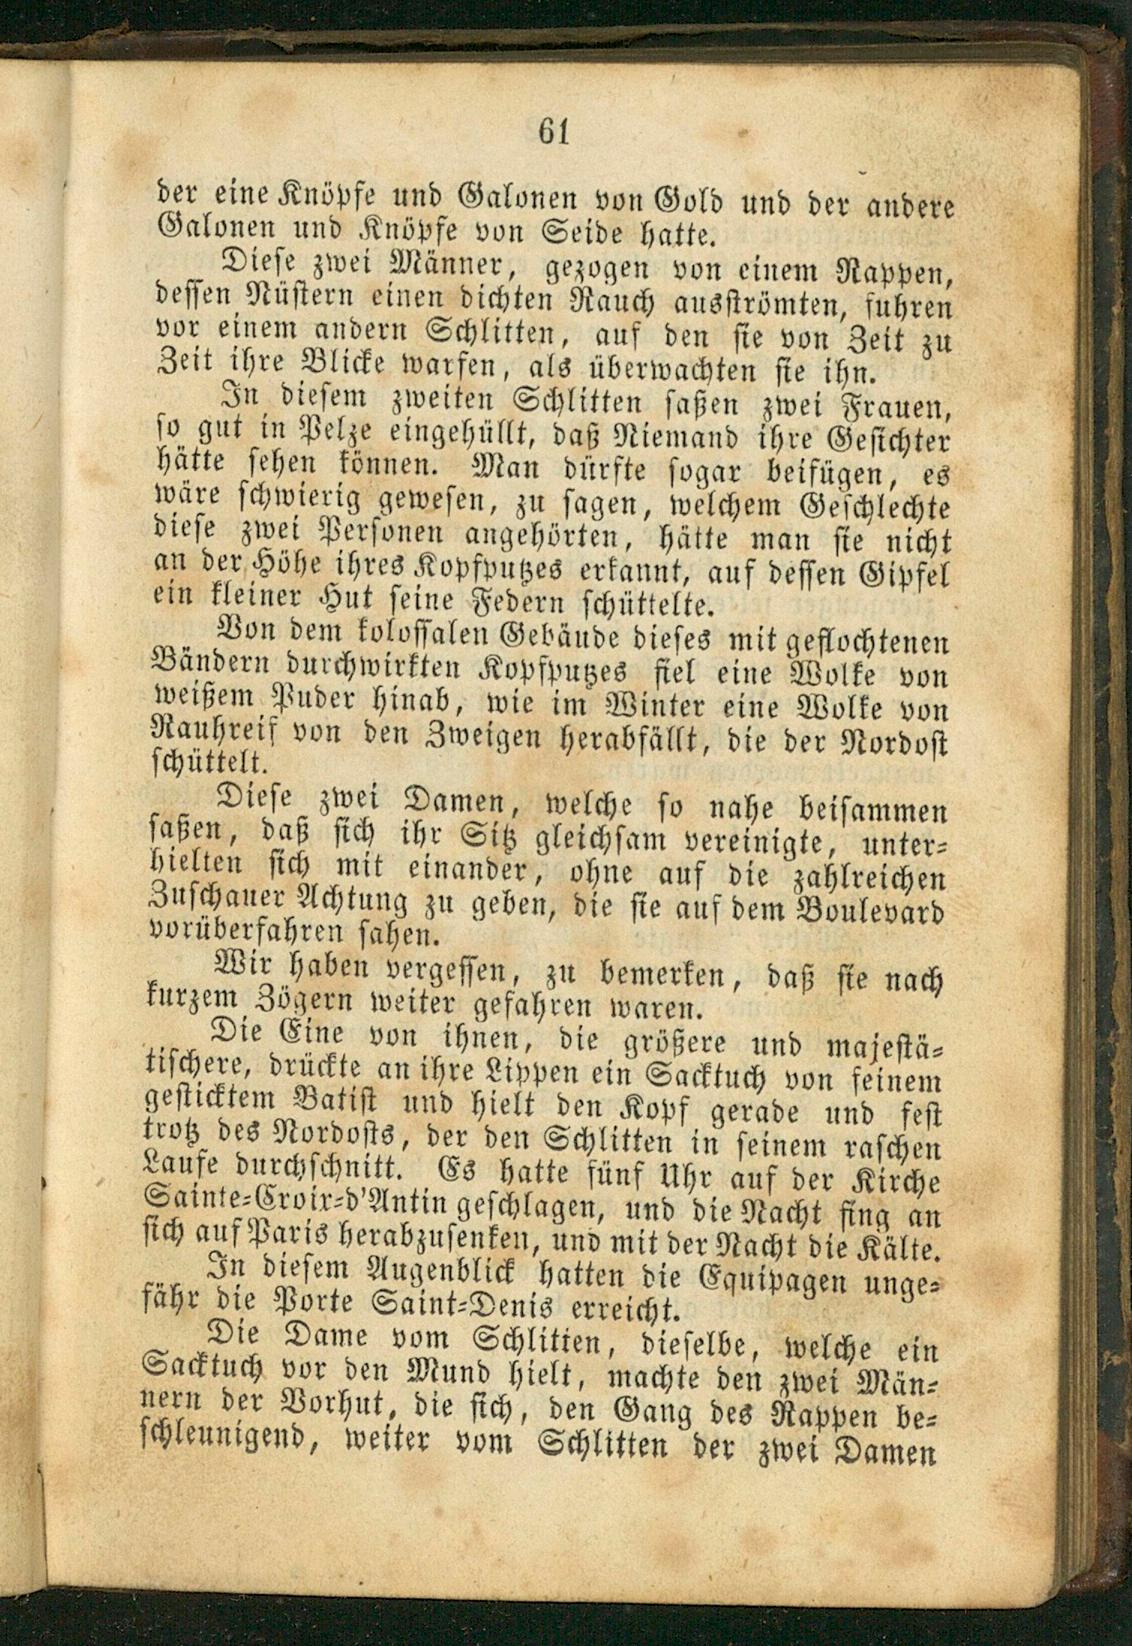 61
der eine Knöpfe und Galonen von Gold und der andere
Galonen und Knöpfe von Seide hatte.
Diese zwei Männer, gezogen von einem Rappen,
dessen Nüstern einen dichten Rauch ausströmten, fuhren
vor einem andern Schlitten, auf den sie von Zeit zu
Zeit ihre Blicke warfen, als überwachten sie ihn.
In diesem zweiten Schlitten saßen zwei Frauen,
so gut in Pelze eingehüllt, daß Niemand ihre Gesichter
hätte sehen können. Man dürfte sogar beifügen, es
wäre schwierig gewesen, zu sagen, welchem Geschlechte
diese zwei Personen angehörten, hätte man sie nicht
an der Höhe ihres Kopfputzes erkannt, auf dessen Gipfel
ein kleiner Hut seine Federn schüttelte.
Von dem kolossalen Gebäude dieses mit geflochtenen
Bändern durchwirkten Kopfputzes fiel eine Wolke von
weißem Puder hinab, wie im Winter eine Wolke von
Rauhreif von den Zweigen herabfällt, die der Nordost
schüttelt.
Diese zwei Damen, welche so nahe beisammen
saßen, daß sich ihr Sitz gleichsam vereinigte, unter-
hielten sich mit einander, ohne auf die zahlreichen
Zuschauer Achtung zu geben, die sie auf dem Boulevard
vorüberfahren sahen.
Wir haben vergessen, zu bemerken, daß sie nach
kurzem Zögern weiter gefahren waren.
Die Eine von ihnen, die größere und majestä-
tischere, drückte an ihre Lippen ein Sacktuch von feinem
gesticktem Batist und hielt den Kopf gerade und fest
trotz des Nordosts, der den Schlitten in seinem raschen
Laufe durchschnitt. Es hatte fünf Uhr auf der Kirche
Sainte-Croix-d'Antin geschlagen, und die Nacht fing an
sich auf Paris herabzusenken, und mit der Nacht die Kälte.
In diesem Augenblick hatten die Equipagen unge-
fähr die Porte Saint-Denis erreicht.
Die Dame vom Schlitten, dieselbe, welche ein
Sacktuch vor den Mund hielt, machte den zwei Män-
nern der Vorhut, die sich, den Gang des Rappen be-
schleunigend, weiter vom Schlitten der zwei Damen